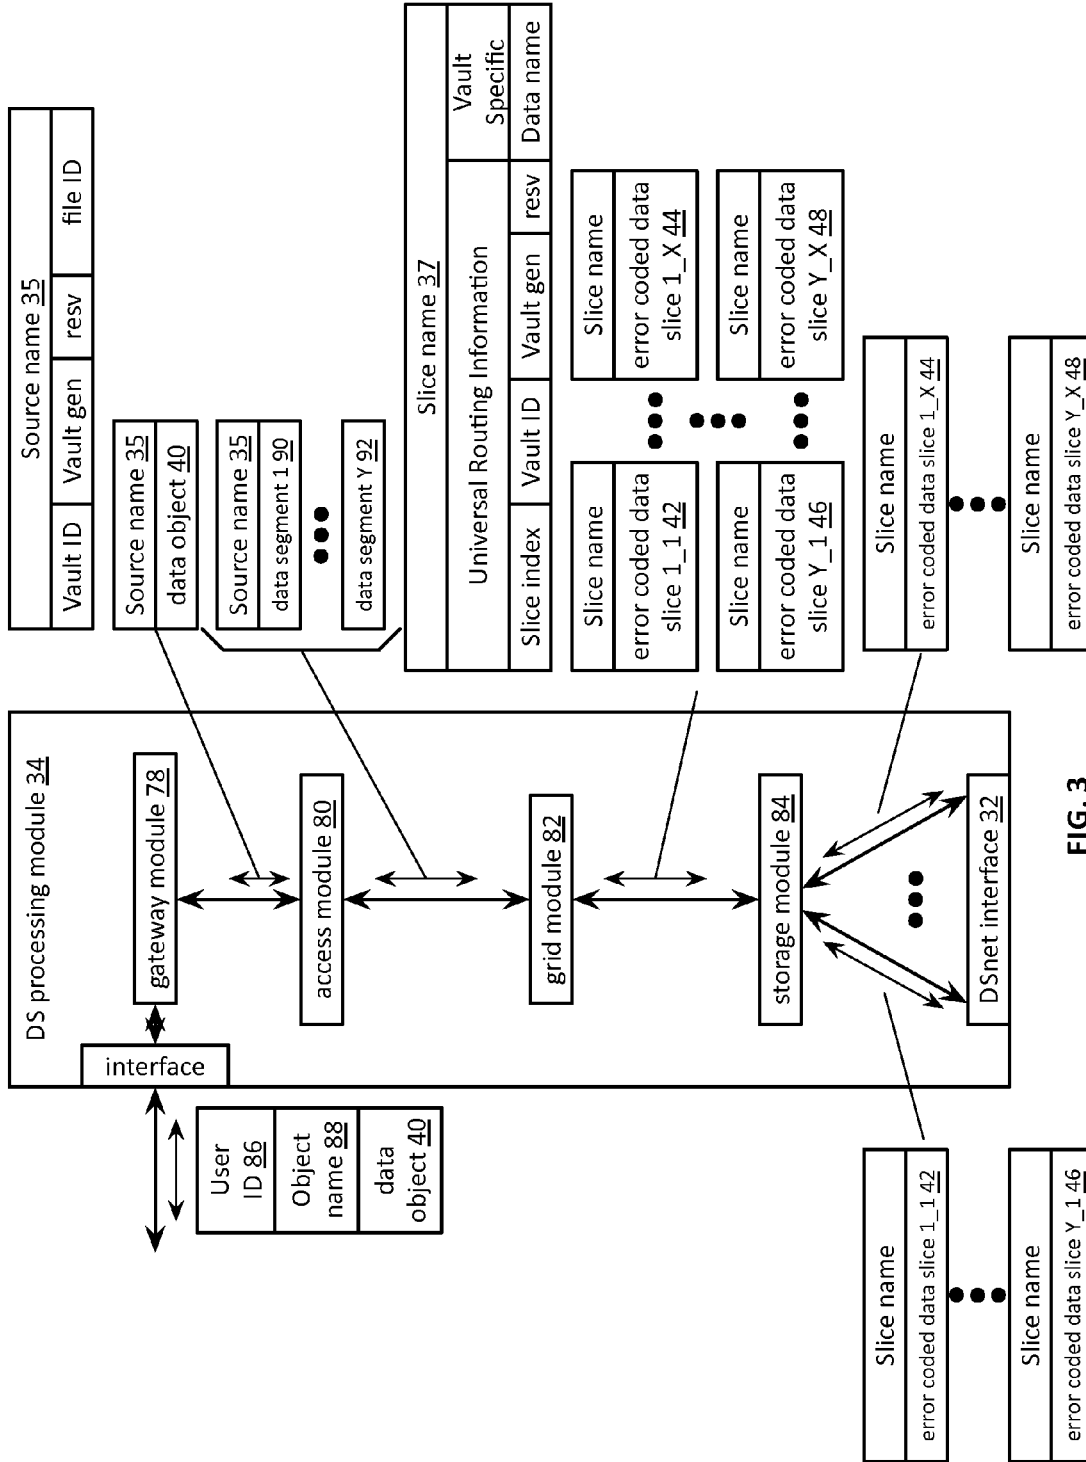 DS processing module 34
interface
gateway module 78
access module 80
grid module 82
storage module 84
DSnet interface 32
User
ID 86
Object
name 88
data
object 40
Source name 35
Vault ID
Vault gen
resv
file ID
Source name 35
data object 40
Source name 35
data segment 1 90
data segment Y 92
Slice name 37
Universal Routing Information
Vault
Specific
Slice index
Vault ID
Vault gen
resv
Data name
Slice name
error coded data
slice 1_1 42
Slice name
error coded data
slice 1_X 44
Slice name
error coded data
slice Y_1 46
Slice name
error coded data
slice Y_X 48
Slice name
error coded data slice 1_1 42
Slice name
error coded data slice Y_1 46
Slice name
error coded data slice 1_X 44
Slice name
error coded data slice Y_X 48
FIG. 3